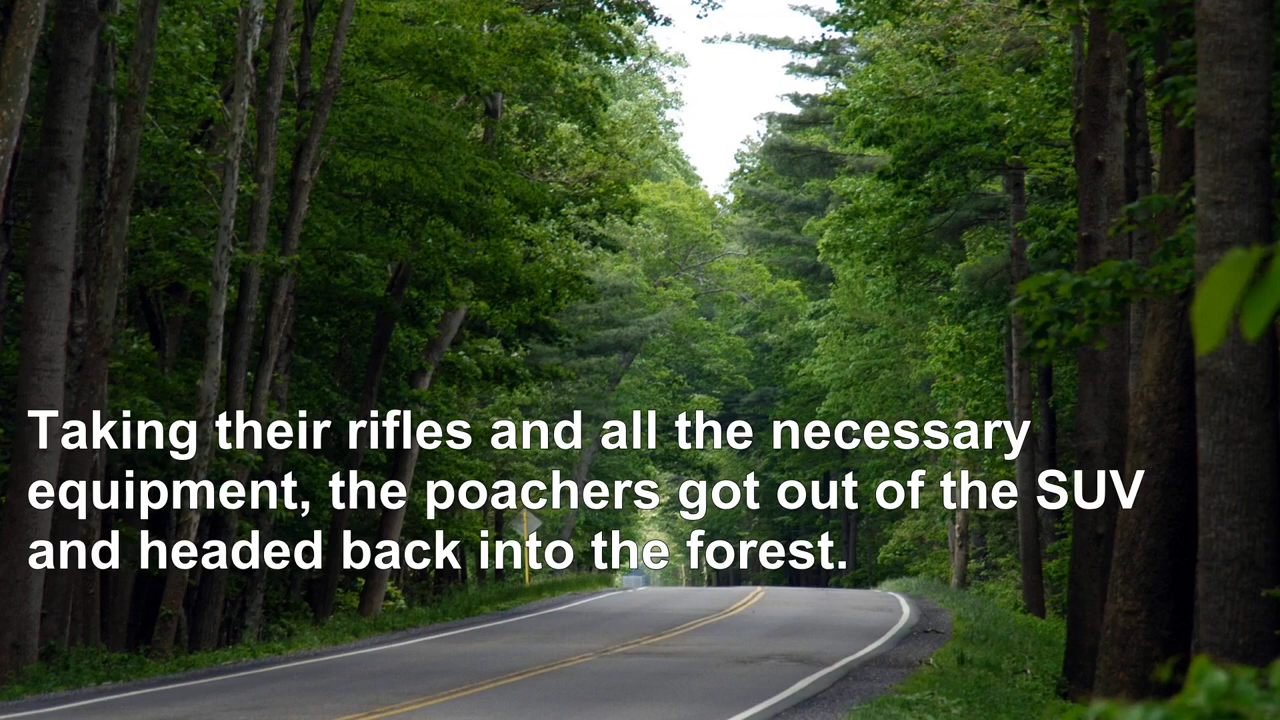 Taking their rifles and all the necessary
equipment, the poachers got out of the SUV
and headed back into the forest.